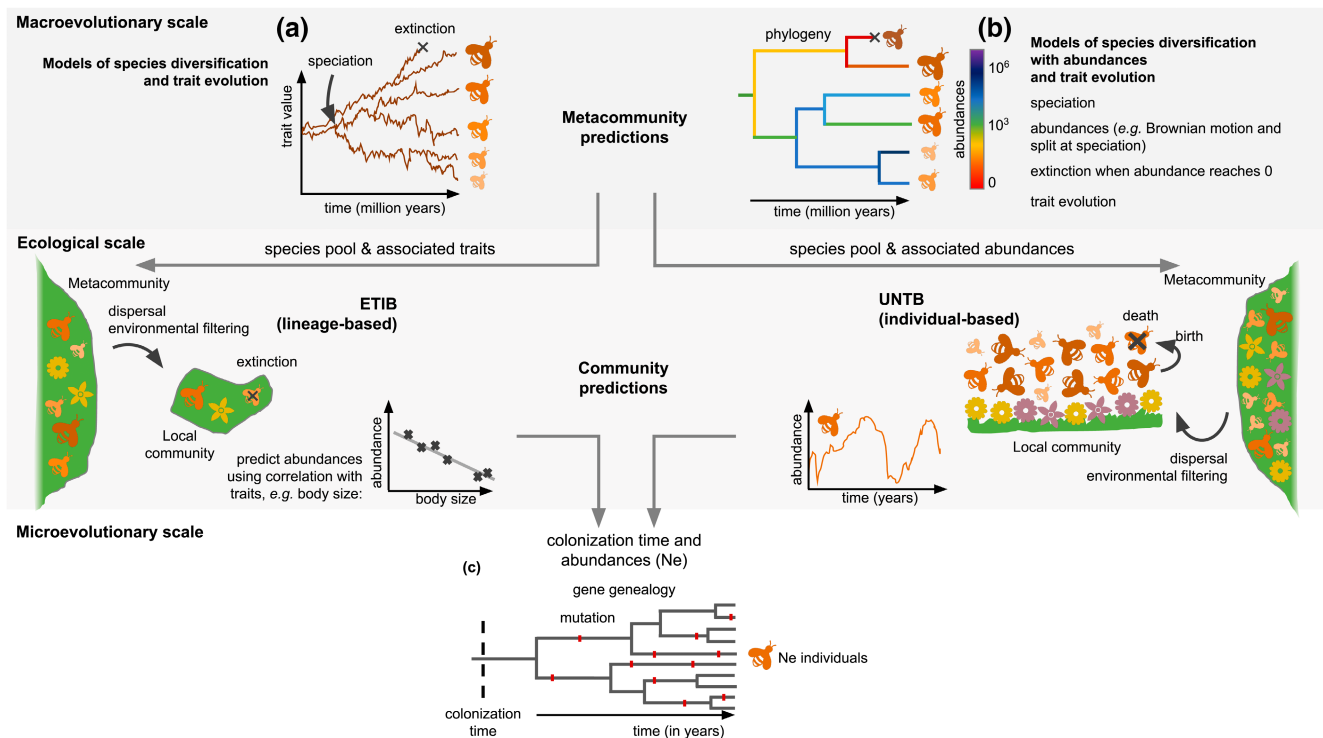 Macroevolutionary scale
(a)
Models of species diversification
and trait evolution
extinction
speciation
trait value
time (million years)
Metacommunity
predictions
phylogeny
(b)
abundances
10⁶
10³
0
time (million years)
Models of species diversification
with abundances
and trait evolution
speciation
abundances (e.g. Brownian motion and
split at speciation)
extinction when abundance reaches 0
trait evolution
Ecological scale
species pool & associated traits
species pool & associated abundances
Metacommunity
dispersal
environmental filtering
ETIB
(lineage-based)
extinction
Local
community
predict abundances
using correlation with
traits, e.g. body size:
abundance
body size
Community
predictions
UNTB
(individual-based)
death
birth
Metacommunity
Local community
dispersal
environmental filtering
abundance
time (years)
Microevolutionary scale
colonization time and
abundances (Ne)
(c)
gene genealogy
mutation
Ne individuals
colonization
time
time (in years)